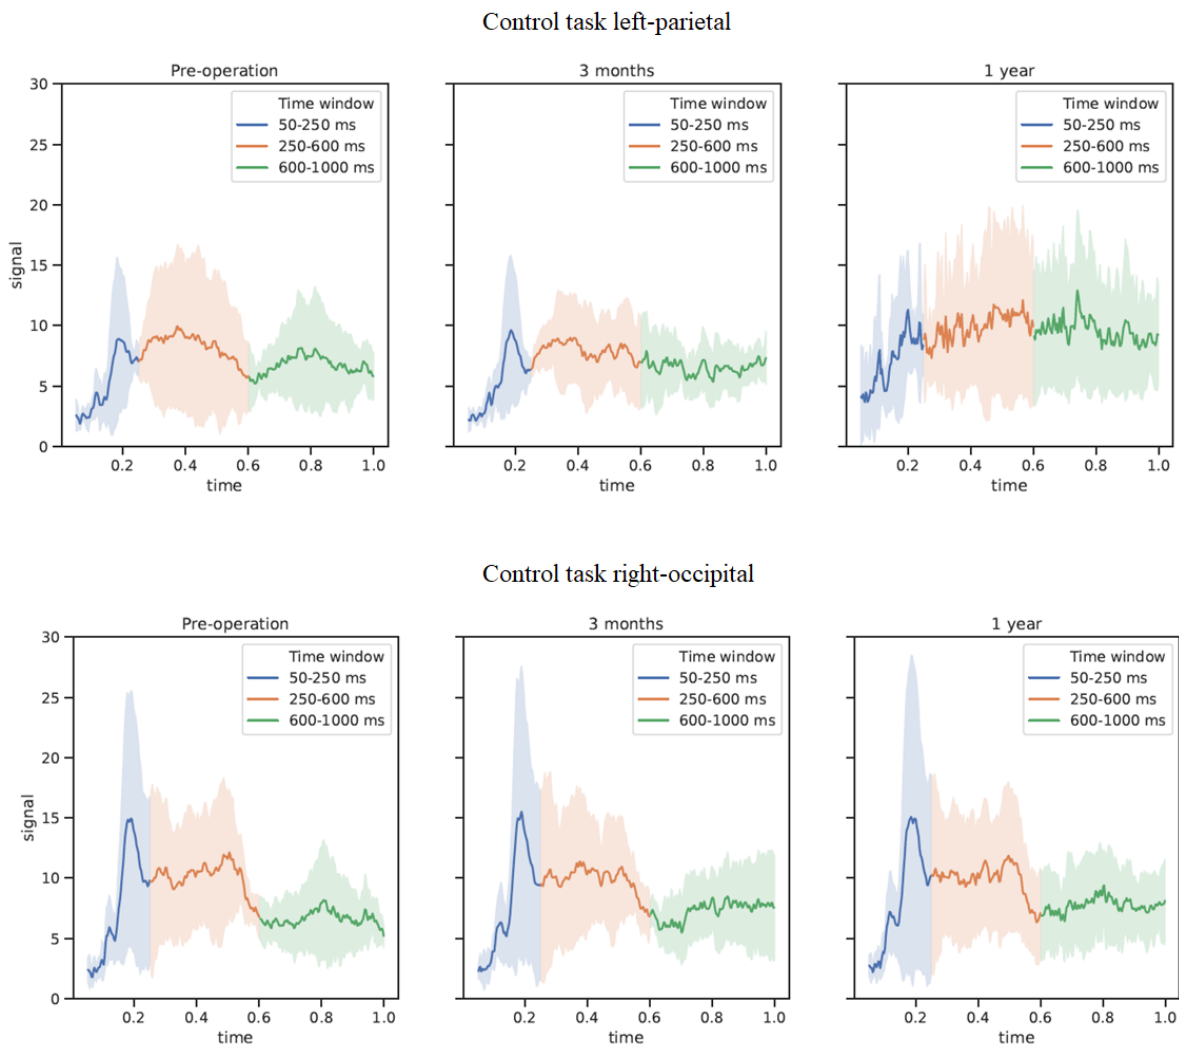 Control task left-parietal
Pre-operation
3 months
1 year
30
25
20
15
10
5
0
signal
Time window
50-250 ms
250-600 ms
600-1000 ms
0.2 0.4 0.6 0.8 1.0
time
Time window
50-250 ms
250-600 ms
600-1000 ms
0.2 0.4 0.6 0.8 1.0
time
Time window
50-250 ms
250-600 ms
600-1000 ms
0.2 0.4 0.6 0.8 1.0
time
Control task right-occipital
Pre-operation
3 months
1 year
30
25
20
15
10
5
0
signal
Time window
50-250 ms
250-600 ms
600-1000 ms
0.2 0.4 0.6 0.8 1.0
time
Time window
50-250 ms
250-600 ms
600-1000 ms
0.2 0.4 0.6 0.8 1.0
time
Time window
50-250 ms
250-600 ms
600-1000 ms
0.2 0.4 0.6 0.8 1.0
time